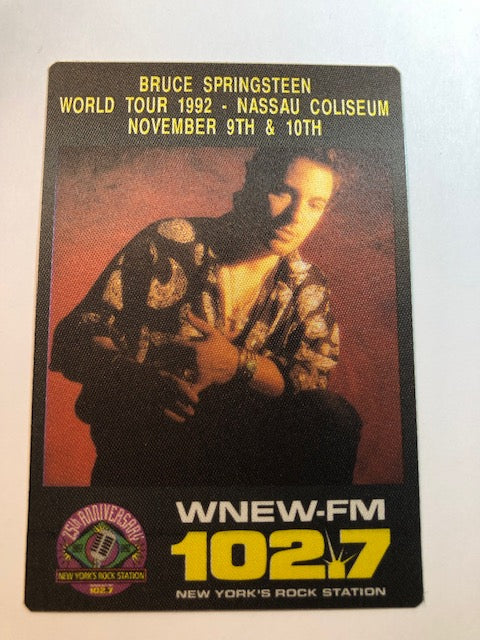 BRUCE SPRINGSTEEN
WORLD TOUR 1992 - NASSAU COLISEUM
NOVEMBER 9TH & 10TH
25th ANNIVERSARY
NEW YORK'S ROCK STATION
102.7
WNEW-FM
102.7
NEW YORK'S ROCK STATION